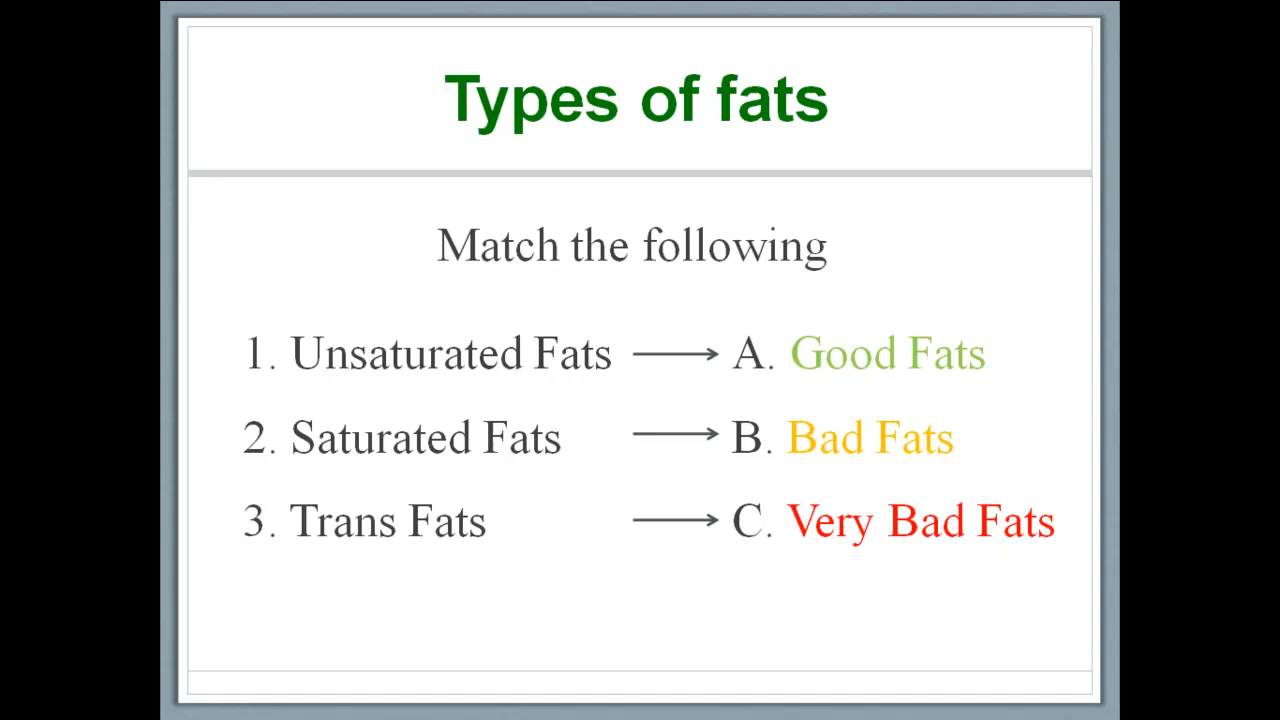 Types of fats
Match the following
1. Unsaturated Fats → A. Good Fats
2. Saturated Fats → B. Bad Fats
3. Trans Fats → C. Very Bad Fats